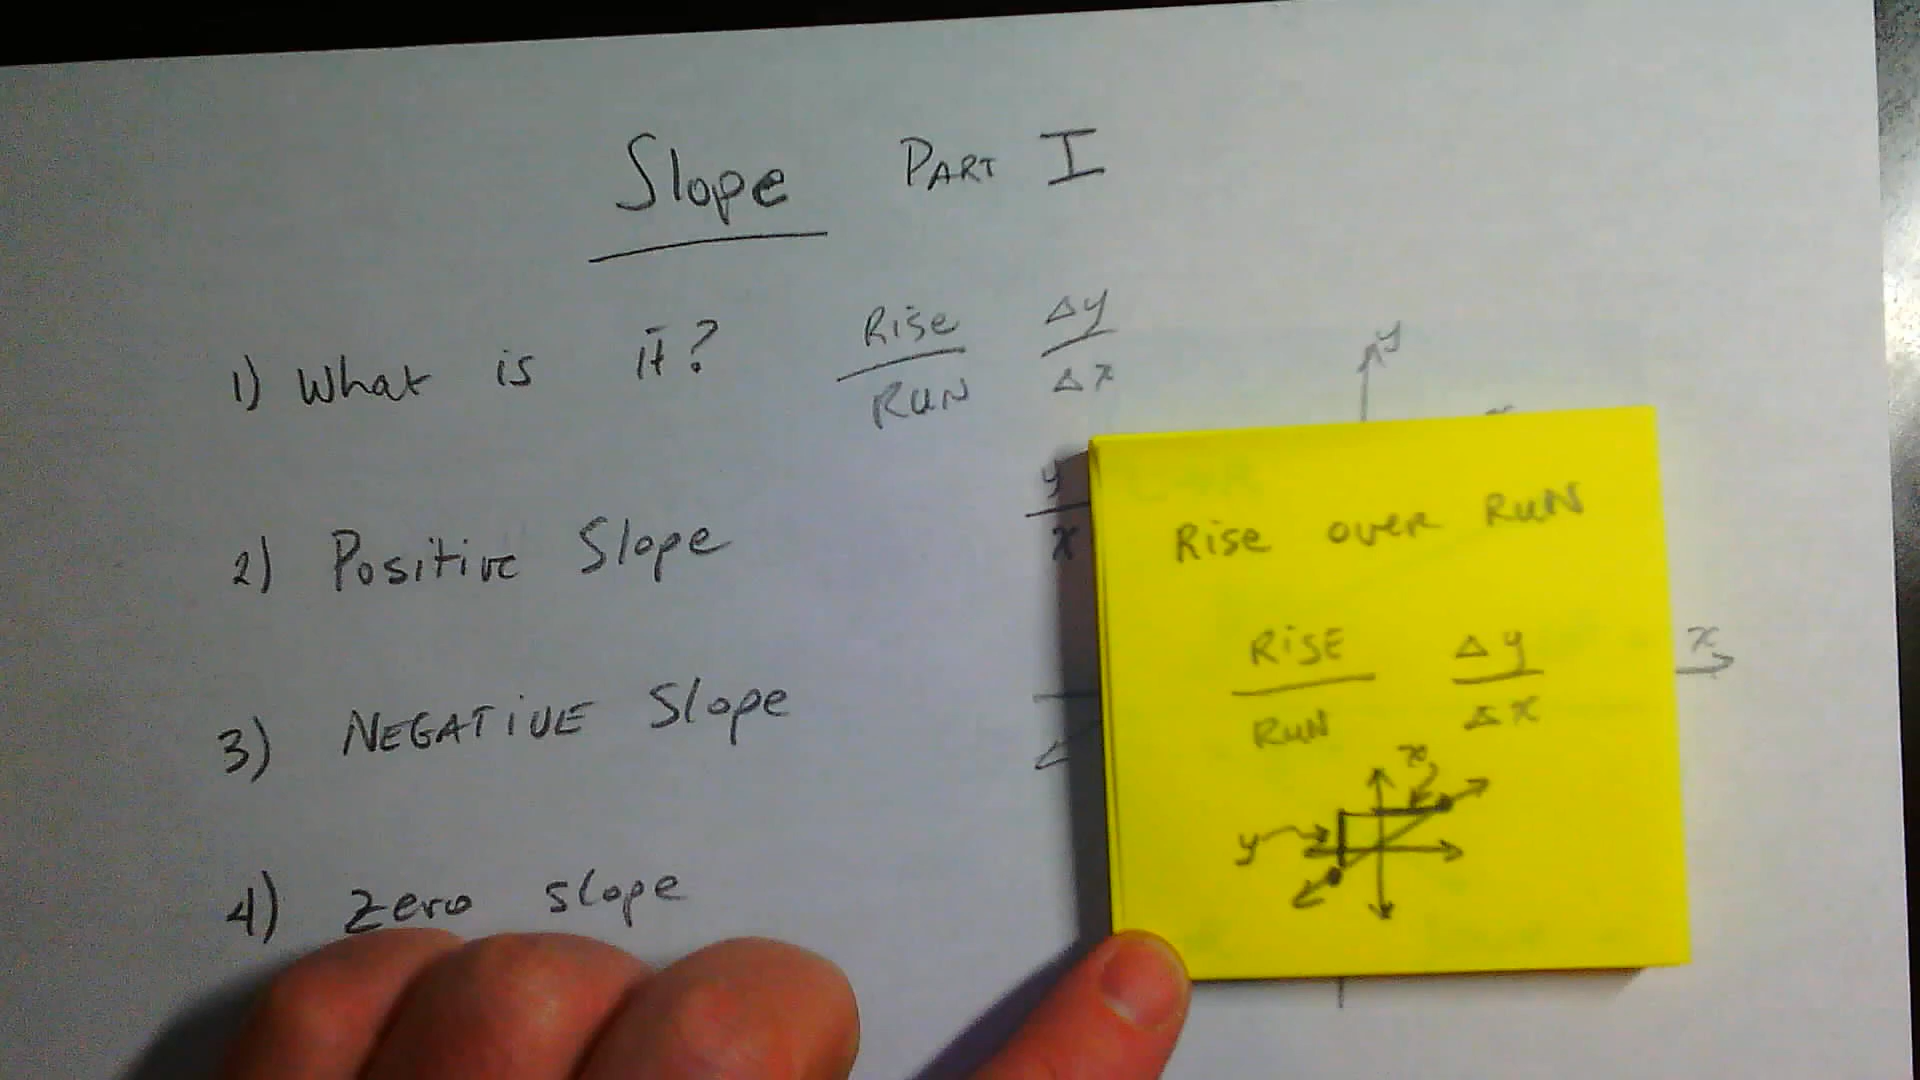 Slope PART I
1) What is it? Rise/RUN Δy/Δx
y
y/x
2) Positive Slope
3) NEGATIVE Slope
4) Zero slope
x
Rise over RUN
RISE/RUN Δy/Δx
x
y